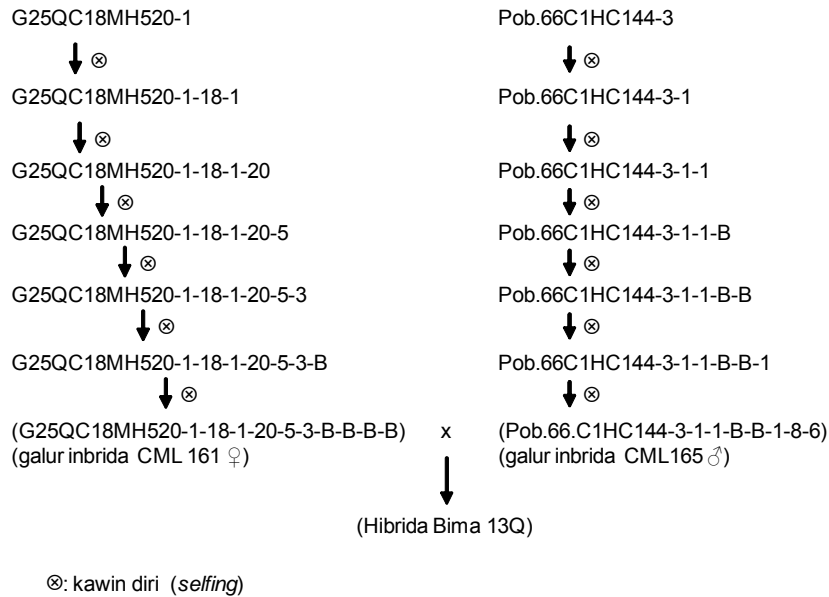 G25QC18MH520-1 Pob.66C1HC144-3
⊗ ⊗
G25QC18MH520-1-18-1 Pob.66C1HC144-3-1
⊗ ⊗
G25QC18MH520-1-18-1-20 Pob.66C1HC144-3-1-1
⊗ ⊗
G25QC18MH520-1-18-1-20-5 Pob.66C1HC144-3-1-1-B
⊗ ⊗
G25QC18MH520-1-18-1-20-5-3 Pob.66C1HC144-3-1-1-B-B
⊗ ⊗
G25QC18MH520-1-18-1-20-5-3-B Pob.66C1HC144-3-1-1-B-B-1
⊗ ⊗
(G25QC18MH520-1-18-1-20-5-3-B-B-B-B) x (Pob.66.C1HC144-3-1-1-B-B-1-8-6)
(galur inbrida CML 161 ♀) (galur inbrida CML165 ♂)
(Hibrida Bima 13Q)
⊗: kawin diri (selfing)